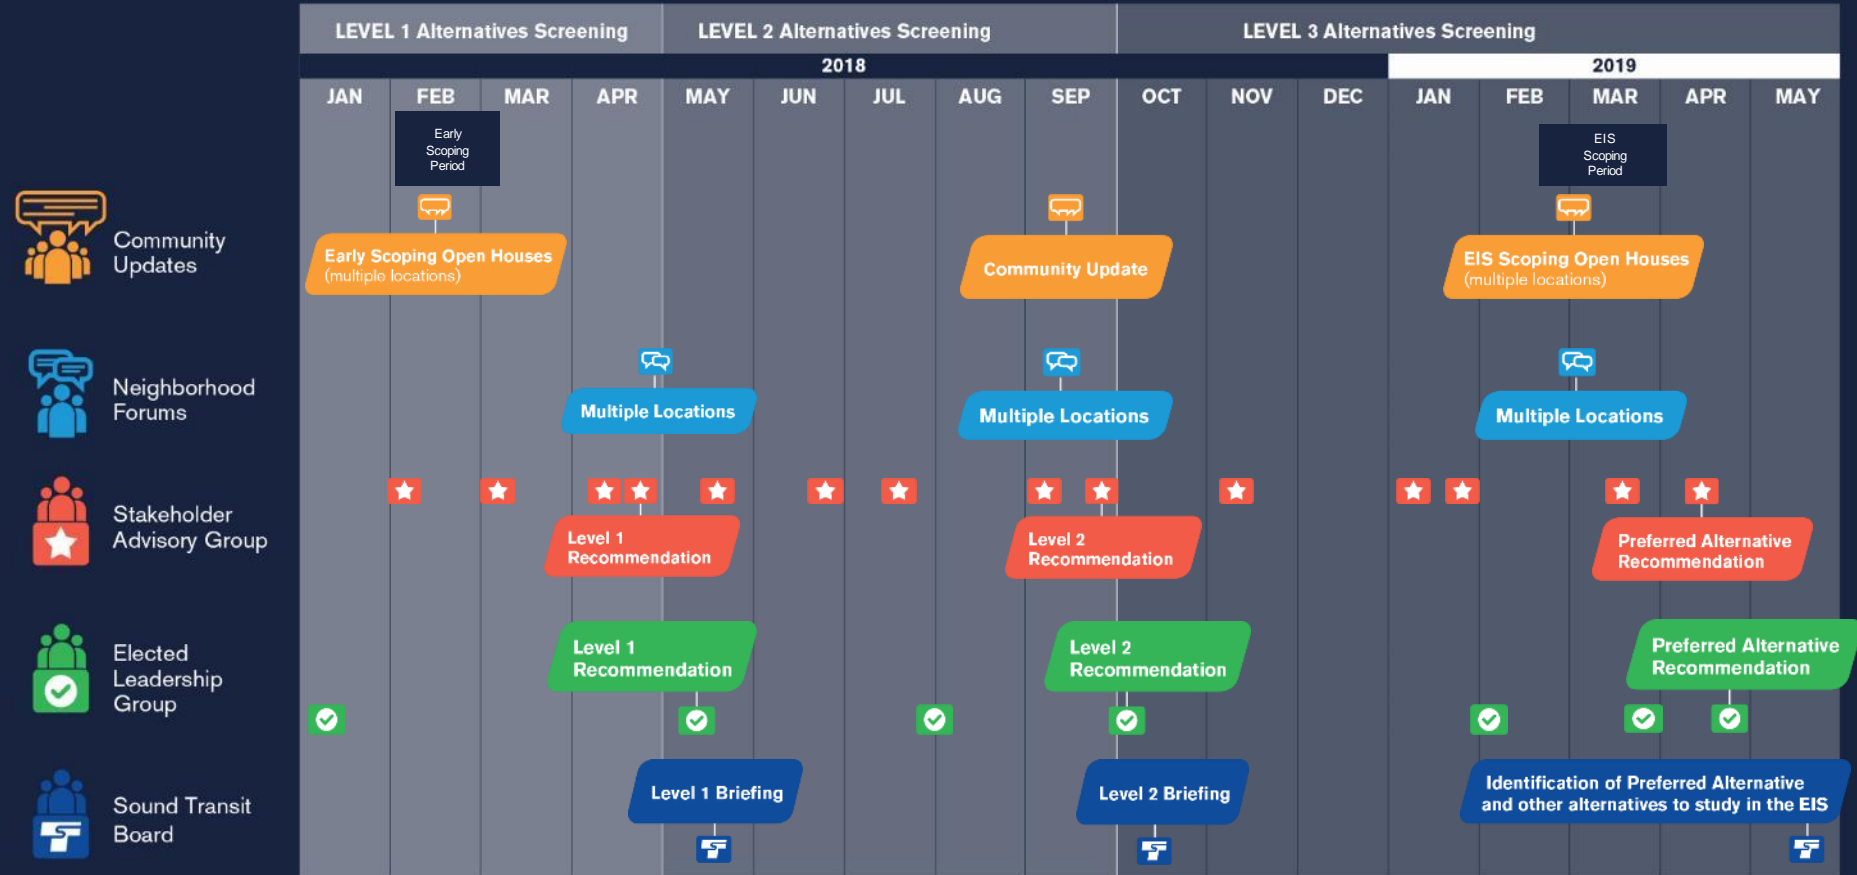 LEVEL 1 Alternatives Screening
LEVEL 2 Alternatives Screening
LEVEL 3 Alternatives Screening
2018
2019
JAN
FEB
MAR
APR
MAY
JUN
JUL
AUG
SEP
OCT
NOV
DEC
JAN
FEB
MAR
APR
MAY
Early
Scoping
Period
EIS
Scoping
Period
Community
Updates
Early Scoping Open Houses
(multiple locations)
Community Update
EIS Scoping Open Houses
(multiple locations)
Neighborhood
Forums
Multiple Locations
Multiple Locations
Multiple Locations
Stakeholder
Advisory Group
Level 1
Recommendation
Level 2
Recommendation
Preferred Alternative
Recommendation
Elected
Leadership
Group
Level 1
Recommendation
Level 2
Recommendation
Preferred Alternative
Recommendation
Sound Transit
Board
Level 1 Briefing
Level 2 Briefing
Identification of Preferred Alternative
and other alternatives to study in the EIS